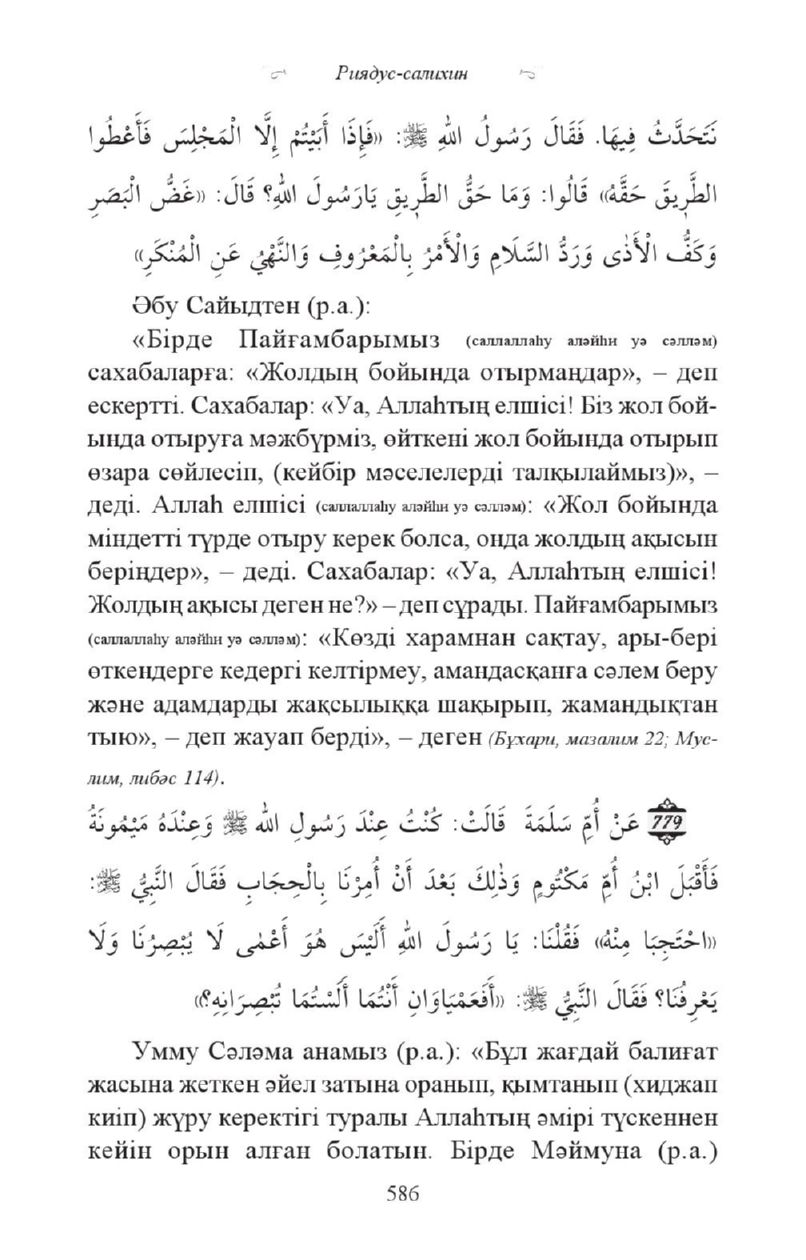 Риядус-салихин
نَتَحَدَّثُ فِيهَا. فَقَالَ رَسُولُ اللهِ ﷺ: «فَإِذَا أَبَيْتُمْ إِلَّا الْمَجْلِسَ فَأَعْطُوا
الطَّرِيقَ حَقَّهُ» قَالُوا: وَمَا حَقُّ الطَّرِيقِ يَارَسُولَ اللهِ؟ قَالَ: «غَضُّ الْبَصَرِ
وَكَفُّ الْأَذٰى وَرَدُّ السَّلَامِ وَالْأَمْرُ بِالْمَعْرُوفِ وَالنَّهْيُ عَنِ الْمُنْكَرِ»
Әбу Сайыдтен (р.а.):
«Бірде Пайғамбарымыз (саллаллаһу аләйһи уә сәлләм)
сахабаларға: «Жолдың бойында отырмаңдар», – деп
ескертті. Сахабалар: «Уа, Аллаһтың елшісі! Біз жол бой-
ында отыруға мәжбүрміз, өйткені жол бойында отырып
өзара сөйлесіп, (кейбір мәселелерді талқылаймыз)», –
деді. Аллаһ елшісі (саллаллаһу аләйһи уә сәлләм): «Жол бойында
міндетті түрде отыру керек болса, онда жолдың ақысын
беріңдер», – деді. Сахабалар: «Уа, Аллаһтың елшісі!
Жолдың ақысы деген не?» – деп сұрады. Пайғамбарымыз
(саллаллаһу аләйһи уә сәлләм): «Көзді харамнан сақтау, ары-бері
өткендерге кедергі келтірмеу, амандасқанға сәлем беру
және адамдарды жақсылыққа шақырып, жамандықтан
тыю», – деп жауап берді», – деген (Бұхари, мазалим 22; Мус-
лим, либәс 114).
779 عَنْ أُمِّ سَلَمَةَ قَالَتْ: كُنْتُ عِنْدَ رَسُولِ اللهِ ﷺ وَعِنْدَهُ مَيْمُونَةُ
فَأَقْبَلَ ابْنُ أُمِّ مَكْتُومٍ وَذٰلِكَ بَعْدَ أَنْ أُمِرْنَا بِالْحِجَابِ فَقَالَ النَّبِيُّ ﷺ:
«احْتَجِبَا مِنْهُ» فَقُلْنَا: يَا رَسُولَ اللهِ أَلَيْسَ هُوَ أَعْمٰى لَا يُبْصِرُنَا وَلَا
يَعْرِفُنَا؟ فَقَالَ النَّبِيُّ ﷺ: «أَفَعَمْيَاوَانِ أَنْتُمَا أَلَسْتُمَا تُبْصِرَانِهِ؟»
Умму Сәләма анамыз (р.а.): «Бұл жағдай балиғат
жасына жеткен әйел затына оранып, қымтанып (хиджап
киіп) жүру керектігі туралы Аллаһтың әмірі түскеннен
кейін орын алған болатын. Бірде Мәймуна (р.а.)
586